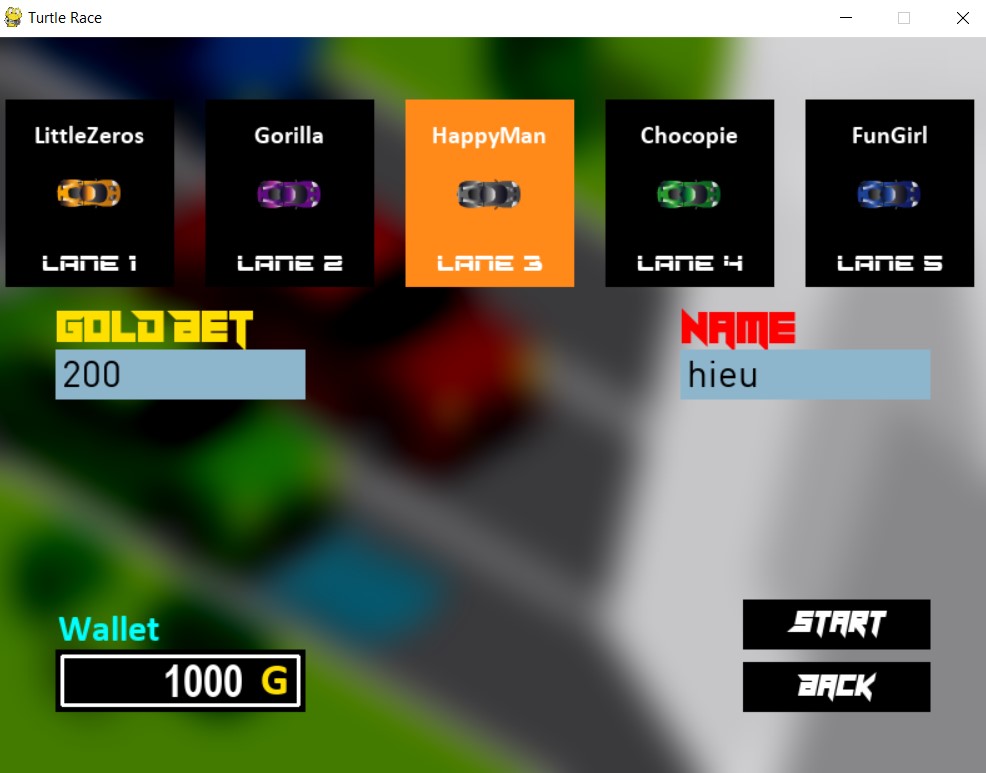 Turtle Race
LittleZeros Gorilla HappyMan Chocopie FunGirl
LANE 1 LANE 2 LANE 3 LANE 4 LANE 5
GOLD BET NAME
200 hieu
Wallet
START
1000 G
BACK